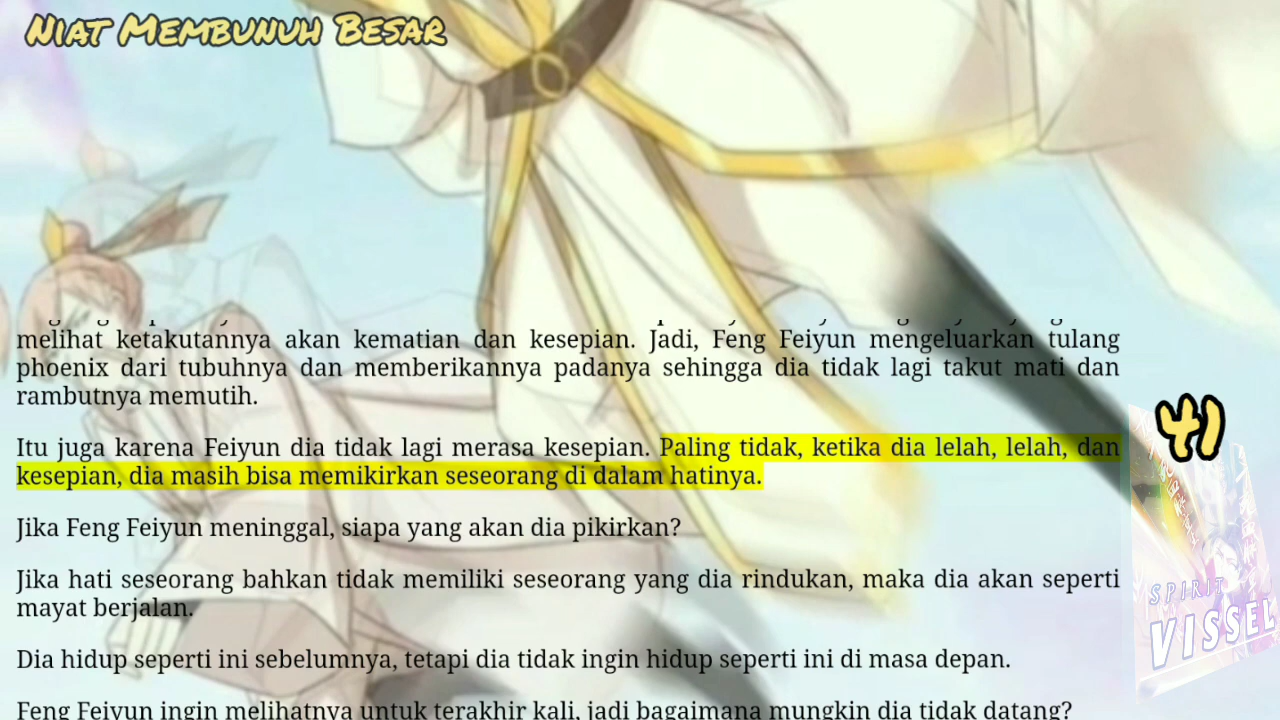 Niat Membunuh Besar
melihat ketakutannya akan kematian dan kesepian. Jadi, Feng Feiyun mengeluarkan tulang
phoenix dari tubuhnya dan memberikannya padanya sehingga dia tidak lagi takut mati dan
rambutnya memutih.
Itu juga karena Feiyun dia tidak lagi merasa kesepian. Paling tidak, ketika dia lelah, lelah, dan
kesepian, dia masih bisa memikirkan seseorang di dalam hatinya.
Jika Feng Feiyun meninggal, siapa yang akan dia pikirkan?
Jika hati seseorang bahkan tidak memiliki seseorang yang dia rindukan, maka dia akan seperti
mayat berjalan.
Dia hidup seperti ini sebelumnya, tetapi dia tidak ingin hidup seperti ini di masa depan.
Feng Feiyun ingin melihatnya untuk terakhir kali, jadi bagaimana mungkin dia tidak datang?
41
SPIRIT
VISSEL